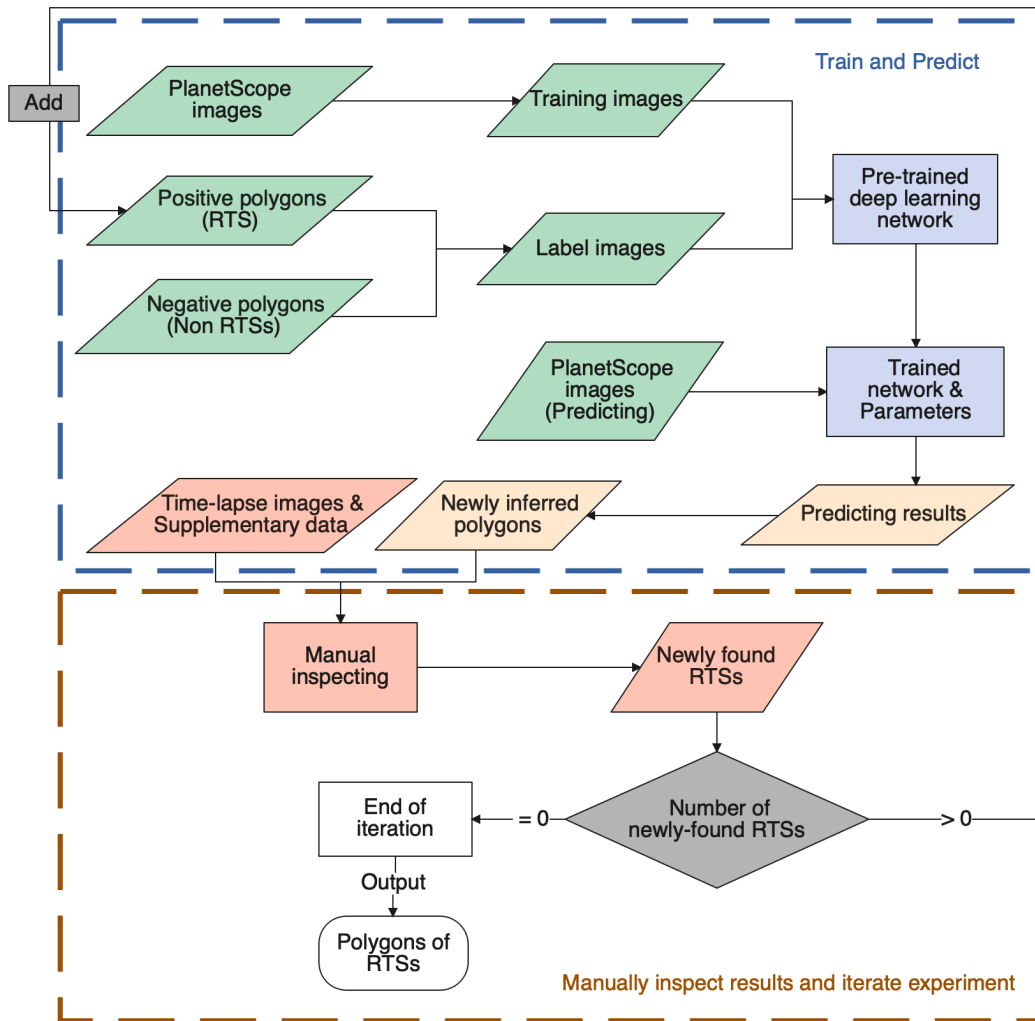 Train and Predict
Add
PlanetScope
images
Training images
Positive polygons
(RTS)
Label images
Pre-trained
deep learning
network
Negative polygons
(Non RTSs)
PlanetScope
images
(Predicting)
Trained
network &
Parameters
Time-lapse images &
Supplementary data
Newly inferred
polygons
Predicting results
Manual
inspecting
Newly found
RTSs
Number of
newly-found RTSs
= 0
> 0
End of
iteration
Output
Polygons of
RTSs
Manually inspect results and iterate experiment